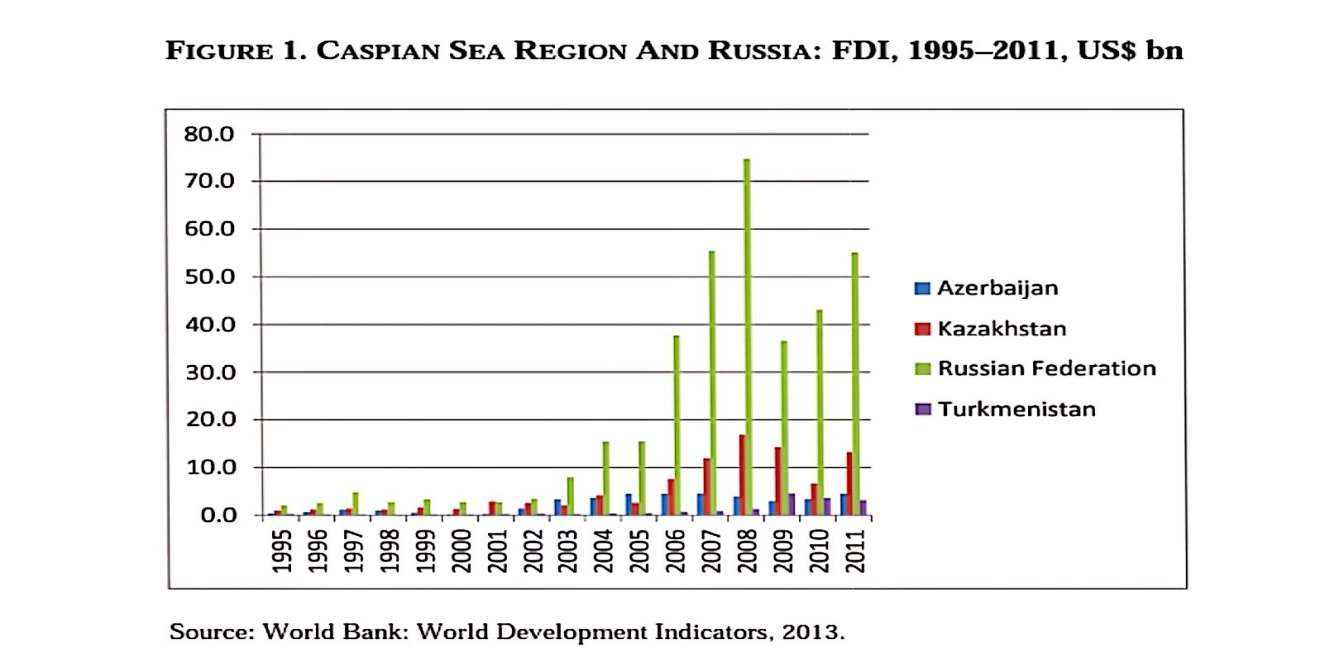 FIGURE 1. CASPIAN SEA REGION AND RUSSIA: FDI, 1995–2011, US$ bn
80.0
70.0
60.0
50.0
40.0
30.0
20.0
10.0
0.0
1995 1996 1997 1998 1999 2000 2001 2002 2003 2004 2005 2006 2007 2008 2009 2010 2011
Azerbaijan
Kazakhstan
Russian Federation
Turkmenistan
Source: World Bank: World Development Indicators, 2013.